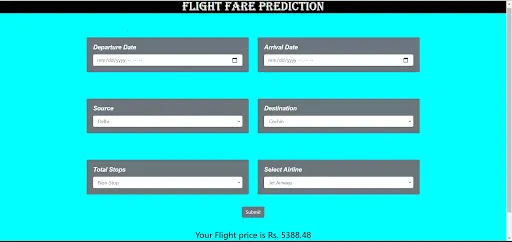 FLIGHT FARE PREDICTION
Departure Date
Arrival Date
mm/dd/yyyy --:-- --
mm/dd/yyyy --:-- --
Source
Destination
Delhi
Cochin
Total Stops
Select Airline
Non-Stop
Jet Airways
Submit
Your Flight price is Rs. 5388.48